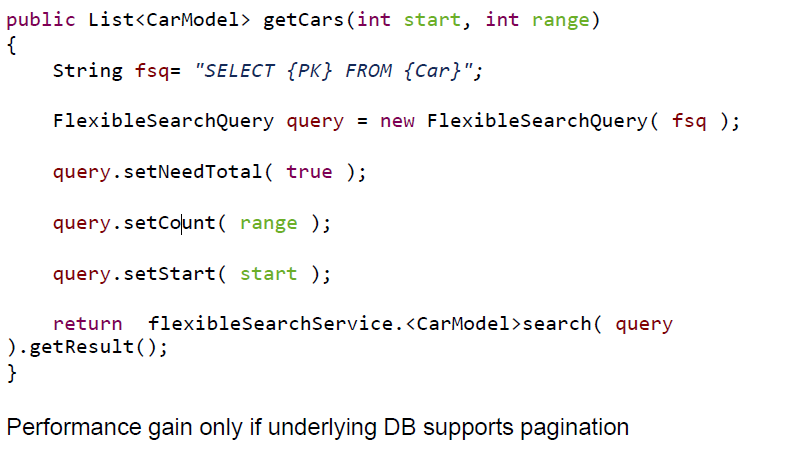 public List<CarModel> getCars(int start, int range)
{
    String fsq= "SELECT {PK} FROM {Car}";
    FlexibleSearchQuery query = new FlexibleSearchQuery( fsq );
    query.setNeedTotal( true );
    query.setCount( range );
    query.setStart( start );
    return  flexibleSearchService.<CarModel>search( query
).getResult();
}
Performance gain only if underlying DB supports pagination